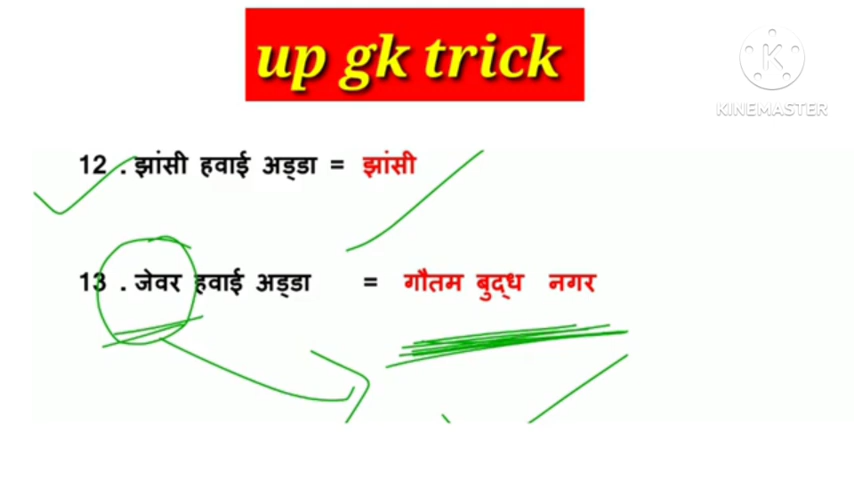 up gk trick
KINEMASTER
12 . झांसी हवाई अड्डा = झांसी
13 . जेवर हवाई अड्डा = गौतम बुद्ध नगर